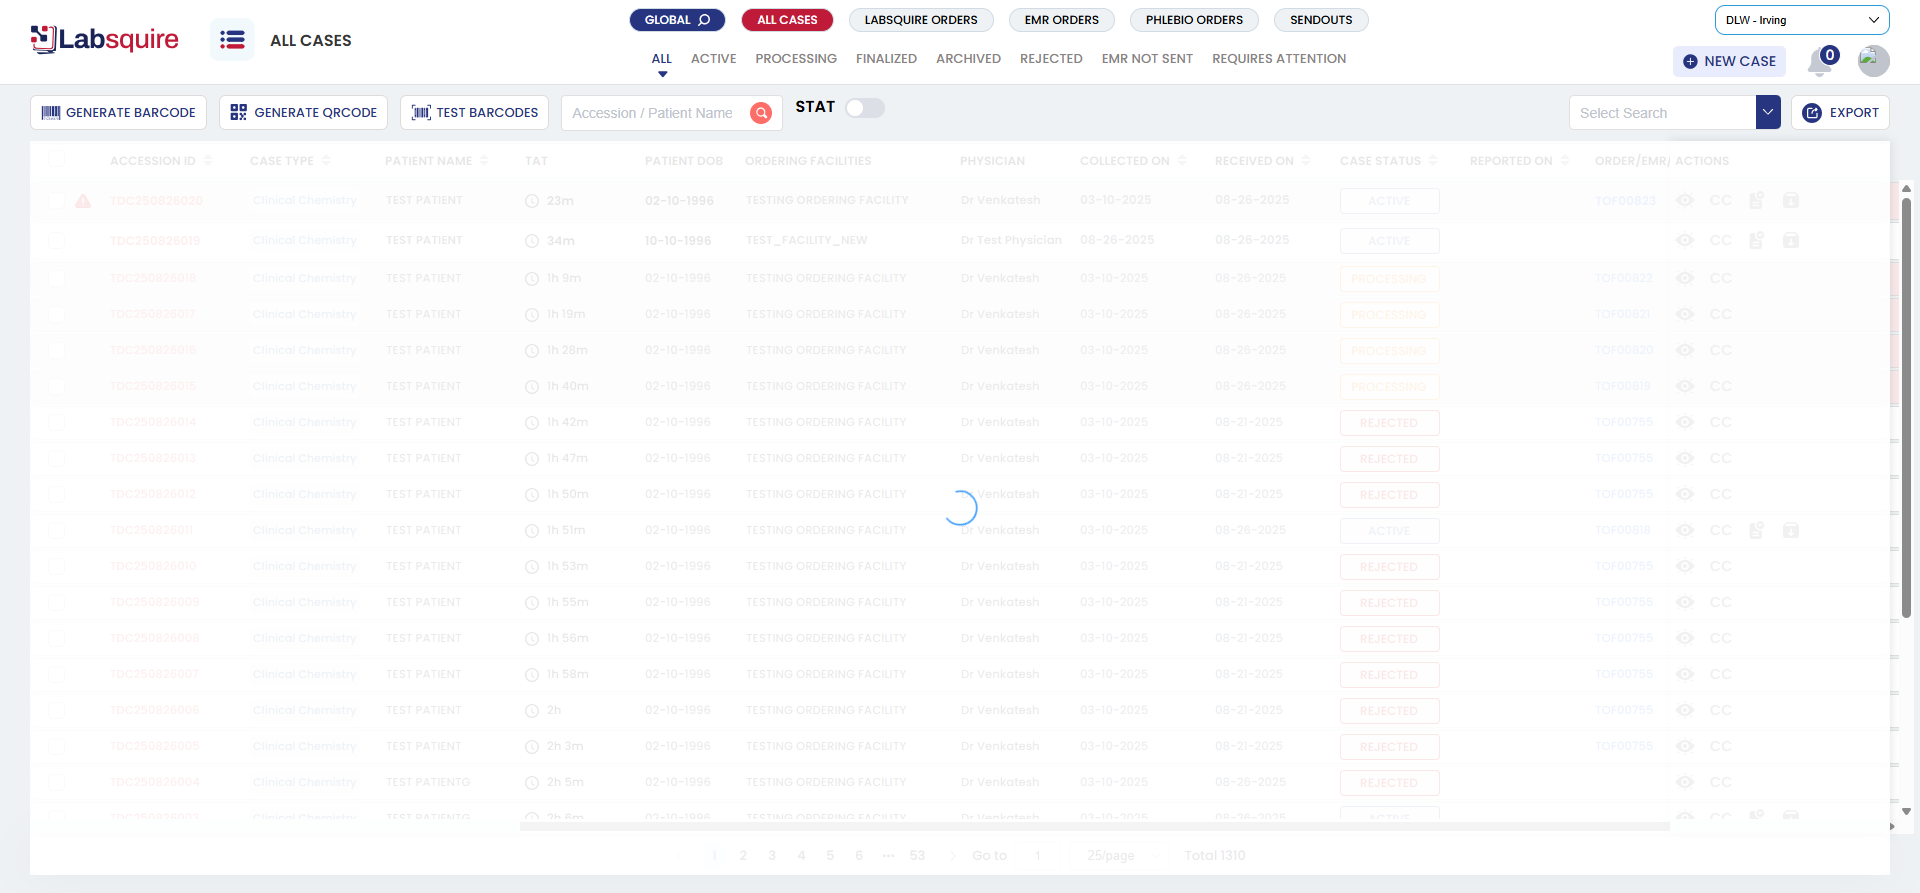 Labsquire
ALL CASES
GLOBAL
ALL CASES
LABSQUIRE ORDERS
EMR ORDERS
PHLEBIO ORDERS
SENDOUTS
DLW - Irving
ALL
ACTIVE
PROCESSING
FINALIZED
ARCHIVED
REJECTED
EMR NOT SENT
REQUIRES ATTENTION
NEW CASE
0
GENERATE BARCODE
GENERATE QRCODE
TEST BARCODES
Accession / Patient Name
STAT
Select Search
EXPORT
ACCESSION ID CASE TYPE PATIENT NAME TAT PATIENT DOB ORDERING FACILITIES PHYSICIAN COLLECTED ON RECEIVED ON CASE STATUS REPORTED ON ORDER/EMR/ ACTIONS
TDC250826020 Clinical Chemistry TEST PATIENT 23m 02-10-1996 TESTING ORDERING FACILITY Dr Venkatesh 03-10-2025 08-26-2025 ACTIVE TOF00823 CC
TDC250826019 Clinical Chemistry TEST PATIENT 34m 10-10-1996 TEST_FACILITY_NEW Dr Test Physician 08-26-2025 08-26-2025 ACTIVE CC
TDC250826018 Clinical Chemistry TEST PATIENT 1h 9m 02-10-1996 TESTING ORDERING FACILITY Dr Venkatesh 03-10-2025 08-26-2025 PROCESSING TOF00822 CC
TDC250826017 Clinical Chemistry TEST PATIENT 1h 19m 02-10-1996 TESTING ORDERING FACILITY Dr Venkatesh 03-10-2025 08-26-2025 PROCESSING TOF00821 CC
TDC250826016 Clinical Chemistry TEST PATIENT 1h 28m 02-10-1996 TESTING ORDERING FACILITY Dr Venkatesh 03-10-2025 08-26-2025 PROCESSING TOF00820 CC
TDC250826015 Clinical Chemistry TEST PATIENT 1h 40m 02-10-1996 TESTING ORDERING FACILITY Dr Venkatesh 03-10-2025 08-26-2025 PROCESSING TOF00819 CC
TDC250826014 Clinical Chemistry TEST PATIENT 1h 42m 02-10-1996 TESTING ORDERING FACILITY Dr Venkatesh 03-10-2025 08-21-2025 REJECTED TOF00755 CC
TDC250826013 Clinical Chemistry TEST PATIENT 1h 47m 02-10-1996 TESTING ORDERING FACILITY Dr Venkatesh 03-10-2025 08-21-2025 REJECTED TOF00755 CC
TDC250826012 Clinical Chemistry TEST PATIENT 1h 50m 02-10-1996 TESTING ORDERING FACILITY Venkatesh 03-10-2025 08-21-2025 REJECTED TOF00755 CC
TDC250826011 Clinical Chemistry TEST PATIENT 1h 51m 02-10-1996 TESTING ORDERING FACILITY Dr Venkatesh 03-10-2025 08-26-2025 ACTIVE TOF00818 CC
TDC250826010 Clinical Chemistry TEST PATIENT 1h 53m 02-10-1996 TESTING ORDERING FACILITY Dr Venkatesh 03-10-2025 08-21-2025 REJECTED TOF00755 CC
TDC250826009 Clinical Chemistry TEST PATIENT 1h 55m 02-10-1996 TESTING ORDERING FACILITY Dr Venkatesh 03-10-2025 08-21-2025 REJECTED TOF00755 CC
TDC250826008 Clinical Chemistry TEST PATIENT 1h 56m 02-10-1996 TESTING ORDERING FACILITY Dr Venkatesh 03-10-2025 08-21-2025 REJECTED TOF00755 CC
TDC250826007 Clinical Chemistry TEST PATIENT 1h 58m 02-10-1996 TESTING ORDERING FACILITY Dr Venkatesh 03-10-2025 08-21-2025 REJECTED TOF00755 CC
TDC250826006 Clinical Chemistry TEST PATIENT 2h 02-10-1996 TESTING ORDERING FACILITY Dr Venkatesh 03-10-2025 08-21-2025 REJECTED TOF00755 CC
TDC250826005 Clinical Chemistry TEST PATIENT 2h 3m 02-10-1996 TESTING ORDERING FACILITY Dr Venkatesh 03-10-2025 08-21-2025 REJECTED TOF00755 CC
TDC250826004 Clinical Chemistry TEST PATIENTG 2h 5m 02-10-1996 TESTING ORDERING FACILITY Dr Venkatesh 03-10-2025 08-26-2025 REJECTED CC
TDC250826003 Clinical Chemistry TEST PATIENTG 2h 6m 02-10-1996 TESTING ORDERING FACILITY Dr Venkatesh 03-10-2025 08-26-2025 ACTIVE CC
1 2 3 4 5 6 ••• 53 Go to 1 25/page Total 1310